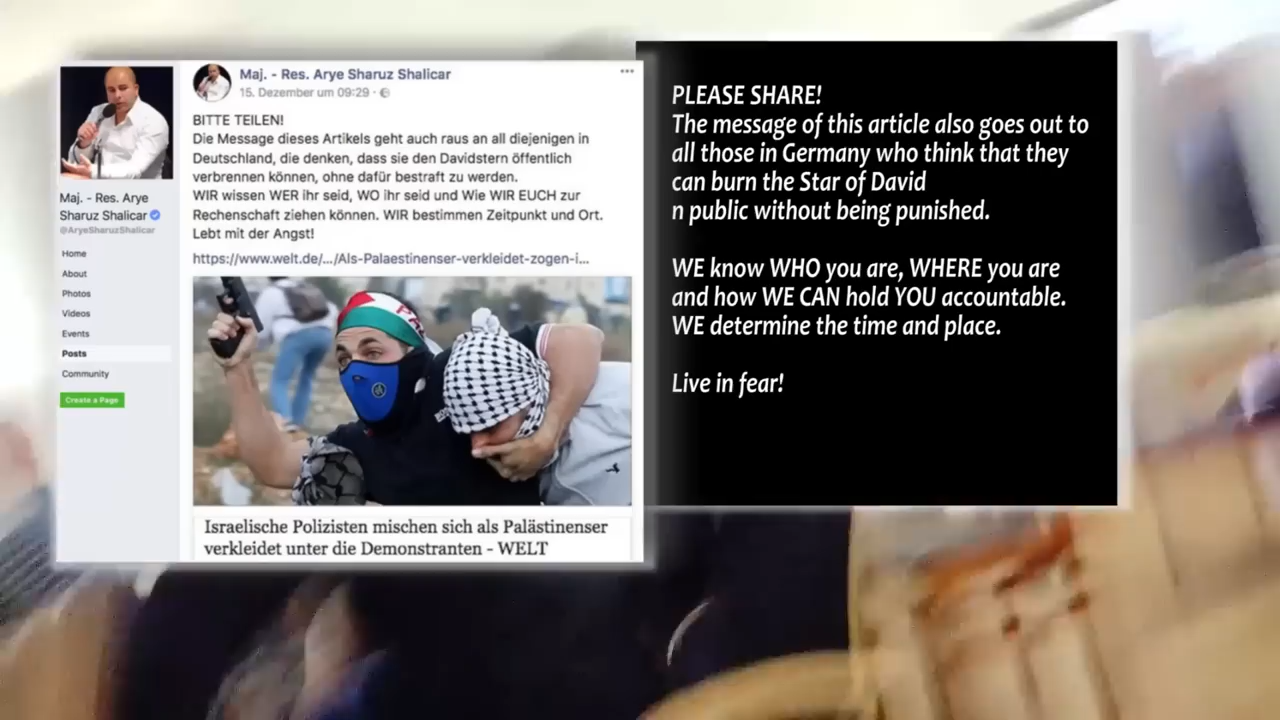 Maj. - Res. Arye
Sharuz Shalicar
@AryeSharuzShalicar
Home
About
Photos
Videos
Events
Posts
Community
Create a Page
Maj. - Res. Arye Sharuz Shalicar
15. Dezember um 09:29 ·
BITTE TEILEN!
Die Message dieses Artikels geht auch raus an all diejenigen in
Deutschland, die denken, dass sie den Davidstern öffentlich
verbrennen können, ohne dafür bestraft zu werden.
WIR wissen WER ihr seid, WO ihr seid und Wie WIR EUCH zur
Rechenschaft ziehen können. WIR bestimmen Zeitpunkt und Ort.
Lebt mit der Angst!
https://www.welt.de/.../Als-Palaestinenser-verkleidet-zogen-i...
Israelische Polizisten mischen sich als Palästinenser
verkleidet unter die Demonstranten - WELT
PLEASE SHARE!
The message of this article also goes out to
all those in Germany who think that they
can burn the Star of David
n public without being punished.
WE know WHO you are, WHERE you are
and how WE CAN hold YOU accountable.
WE determine the time and place.
Live in fear!